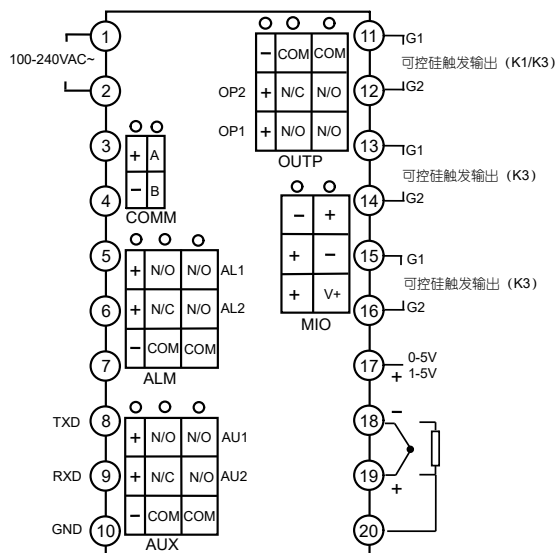 1
100-240VAC~
2
3
+ A
− B
4
COMM
5
+ N/O N/O AL1
6
+ N/C N/O AL2
7
− COM COM
ALM
TXD 8
+ N/O N/O AU1
RXD 9
+ N/C N/O AU2
GND 10
− COM COM
AUX
− COM COM
OP2 + N/C N/O
OP1 + N/O N/O
OUTP
− +
+ −
+ V+
MIO
11 G1
可控硅触发输出 (K1/K3)
12 G2
13 G1
可控硅触发输出 (K3)
14 G2
15 G1
可控硅触发输出 (K3)
16 G2
17 0-5V
+ 1-5V
18 −
19 +
20